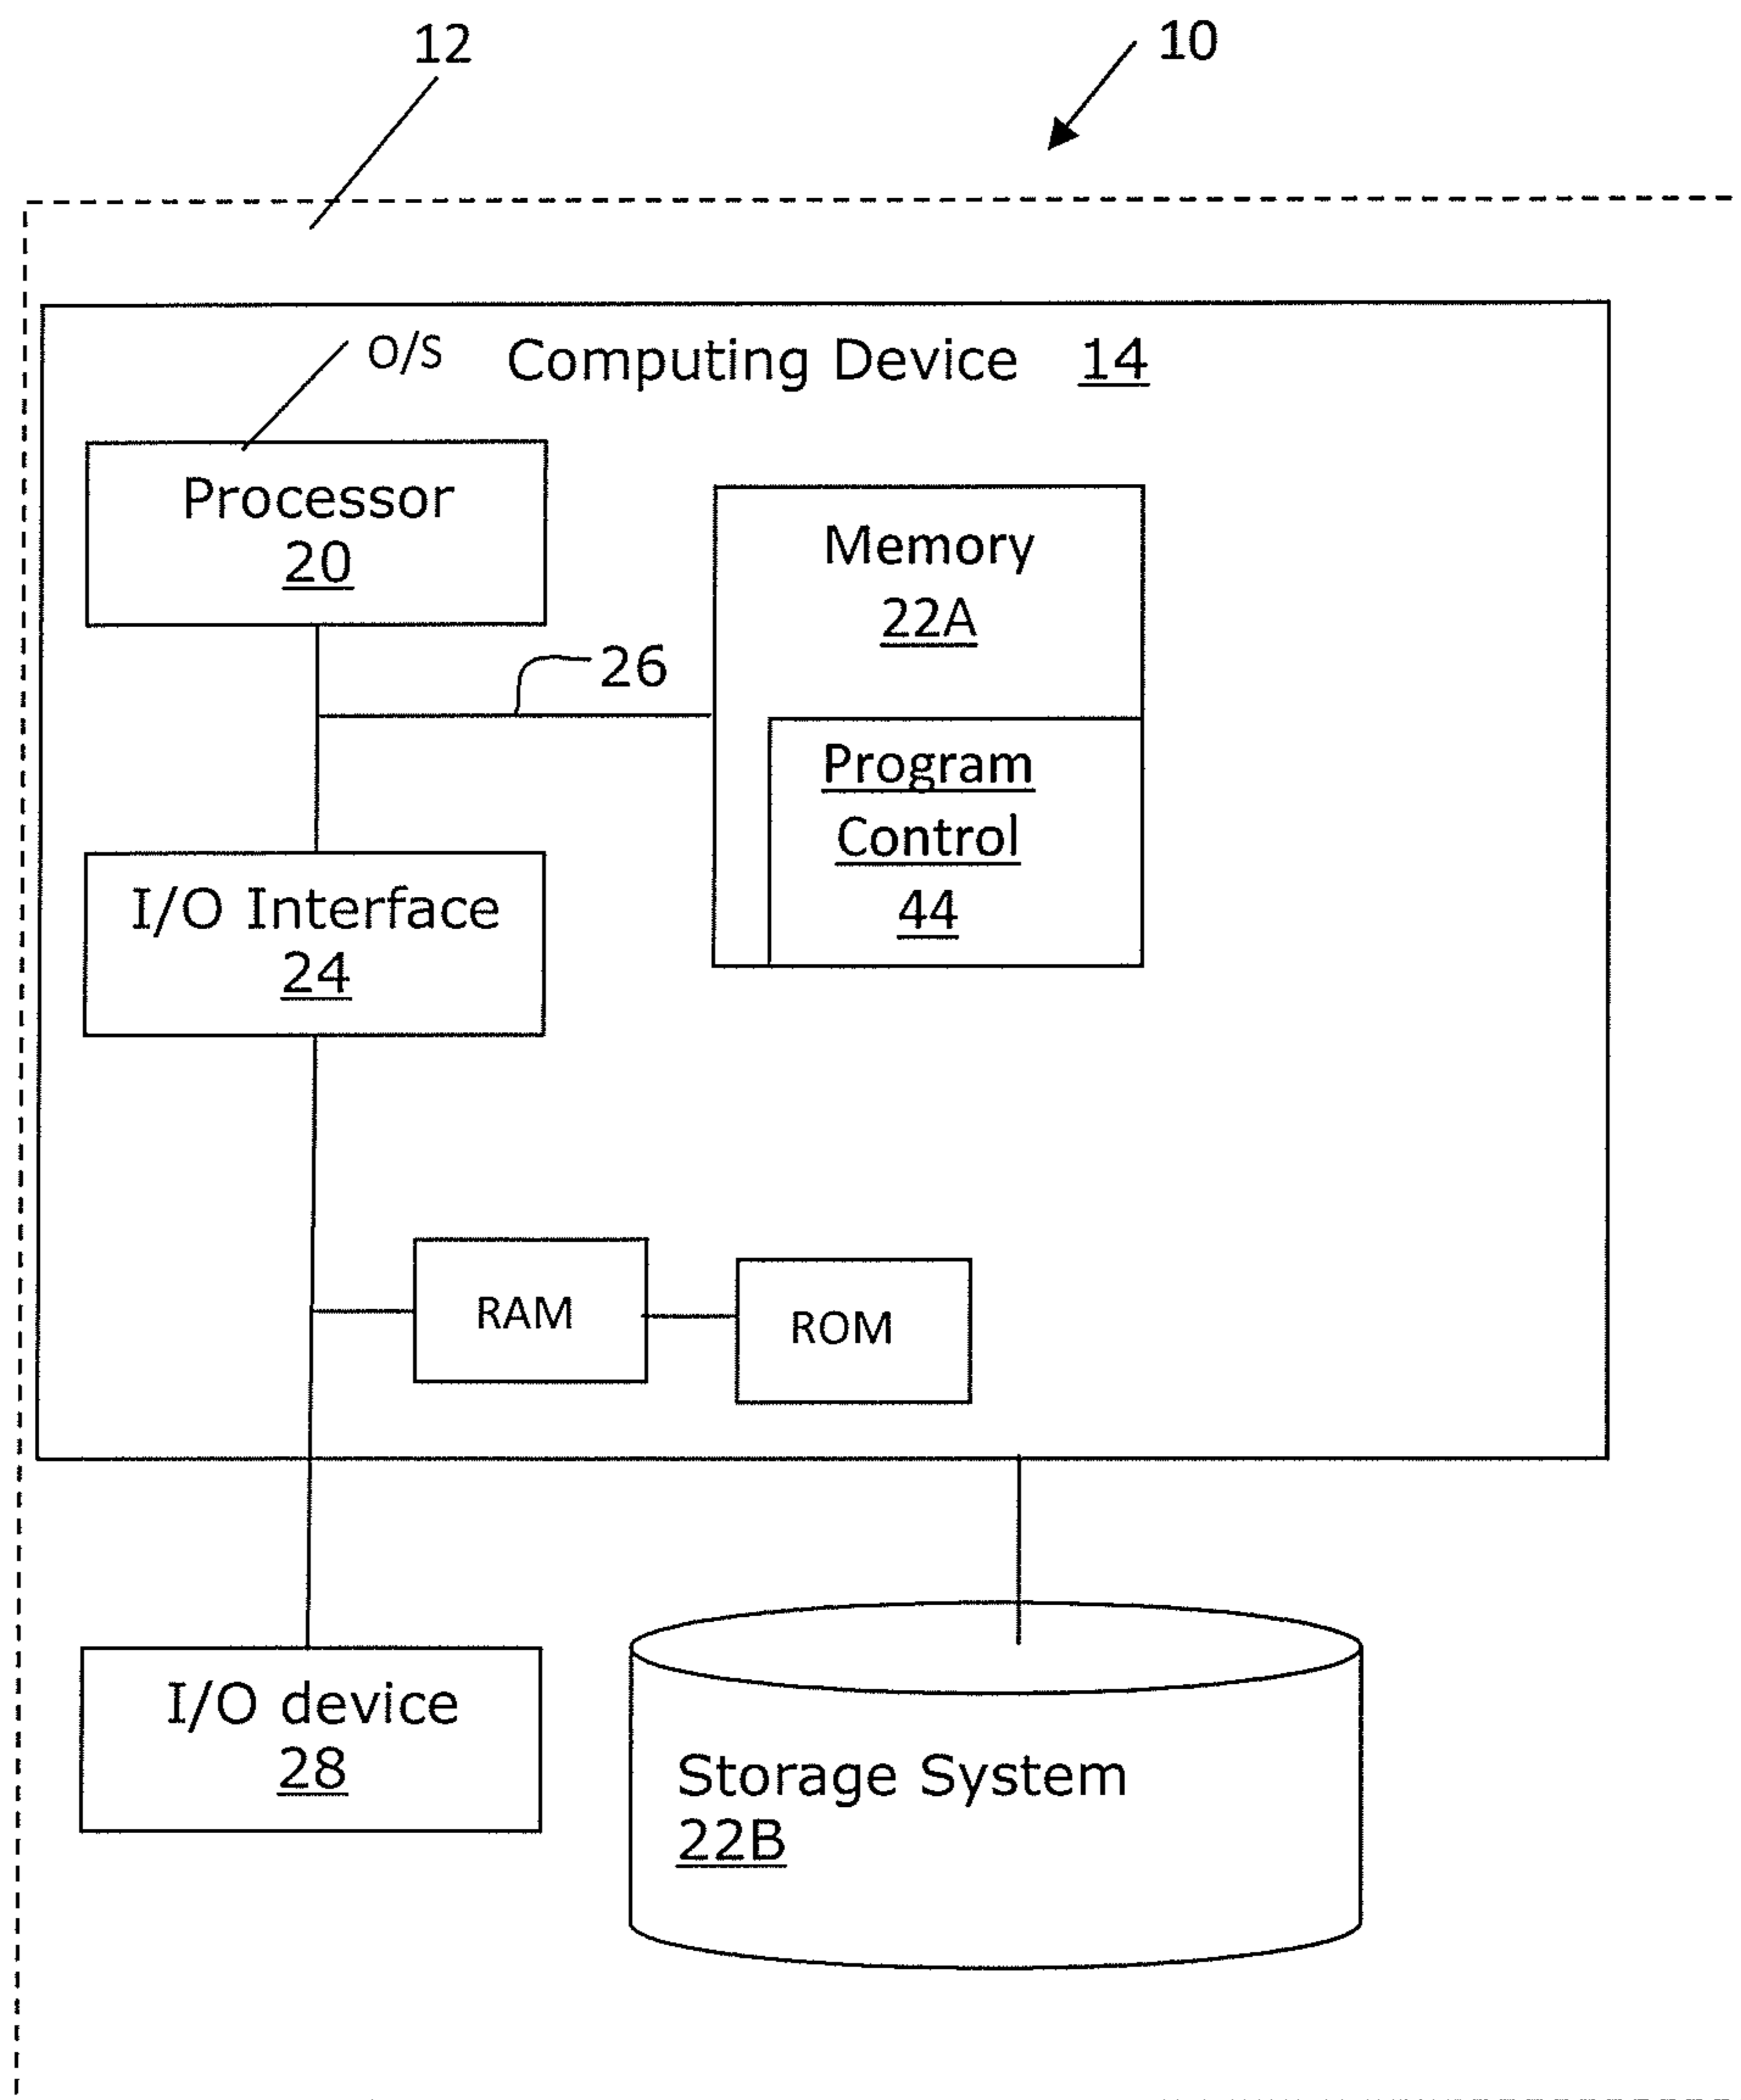 12
10
O/S
Computing Device 14
Processor
20
Memory
22A
26
Program
Control
44
I/O Interface
24
RAM
ROM
I/O device
28
Storage System
22B